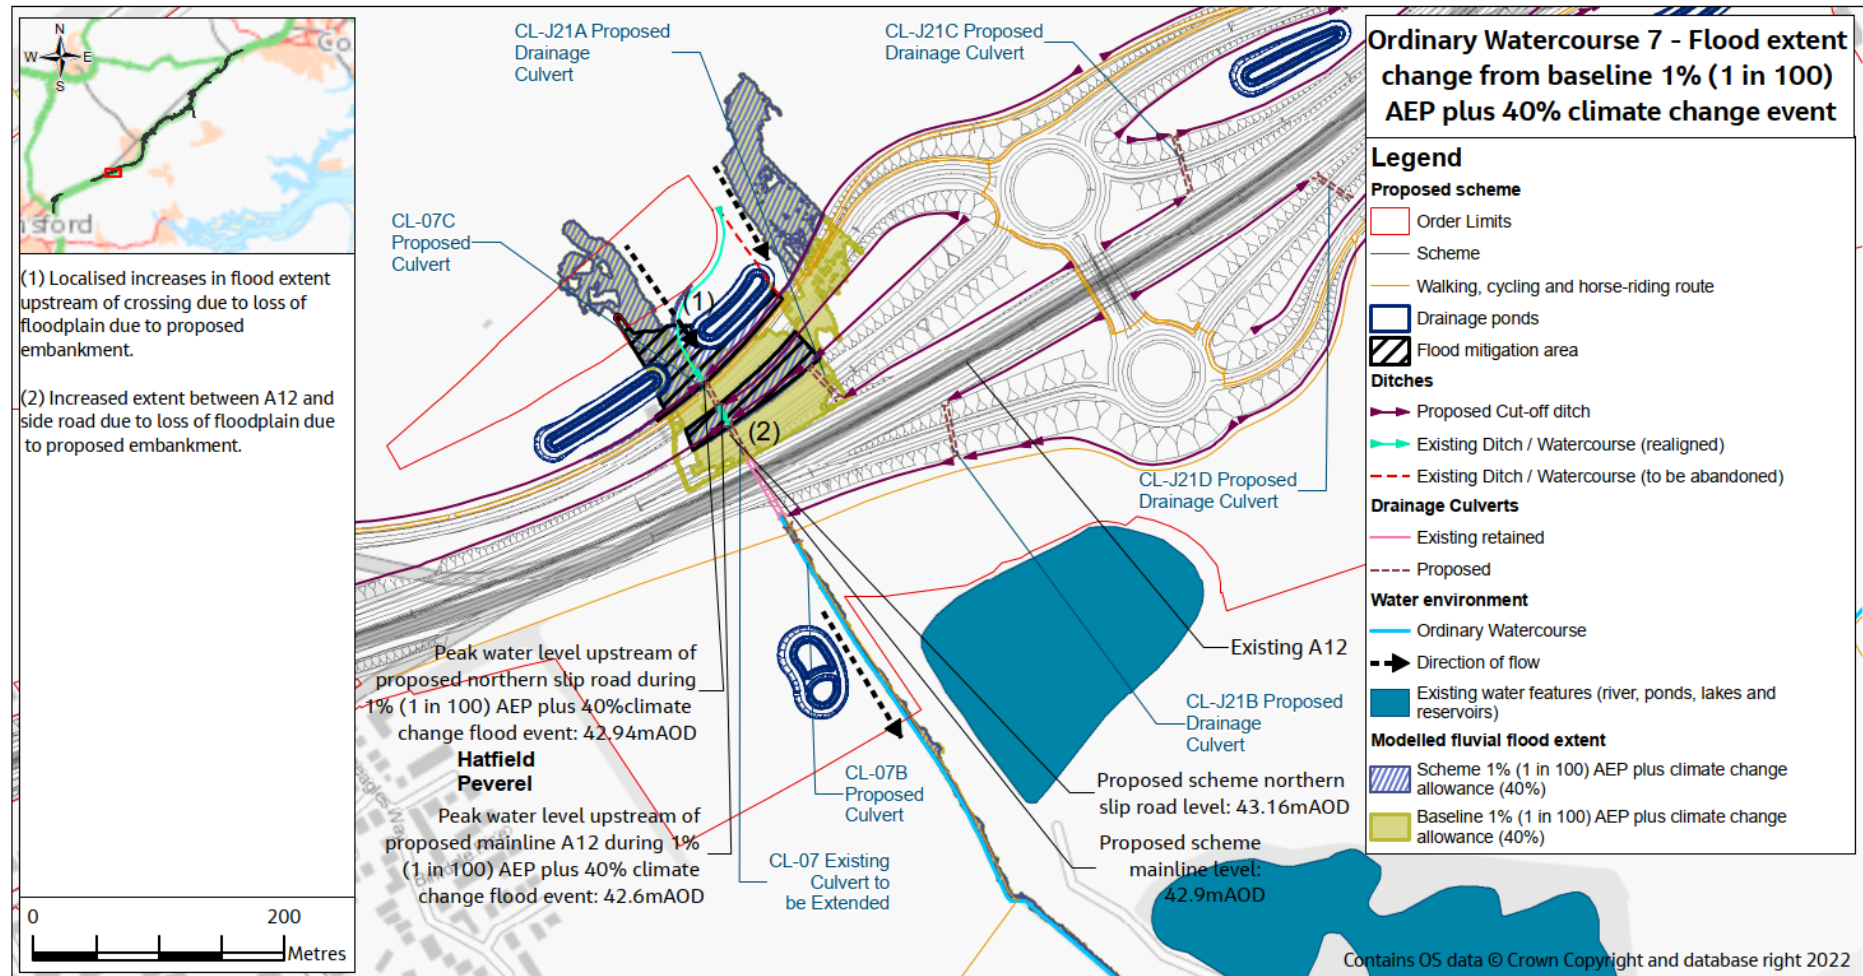 N
W
E
S
Co
nsford
(1) Localised increases in flood extent
upstream of crossing due to loss of
floodplain due to proposed
embankment.
(2) Increased extent between A12 and
side road due to loss of floodplain due
to proposed embankment.
0
200
Metres
CL-J21A Proposed
Drainage
Culvert
CL-J21C Proposed
Drainage Culvert
CL-07C
Proposed
Culvert
(1)
(2)
CL-J21D Proposed
Drainage Culvert
Existing A12
Peak water level upstream of
proposed northern slip road during
1% (1 in 100) AEP plus 40%climate
change flood event: 42.94mAOD
Hatfield
Peverel
Peak water level upstream of
proposed mainline A12 during 1%
(1 in 100) AEP plus 40% climate
change flood event: 42.6mAOD
CL-07B
Proposed
Culvert
CL-07 Existing
Culvert to
be Extended
CL-J21B Proposed
Drainage
Culvert
Proposed scheme northern
slip road level: 43.16mAOD
Proposed scheme
mainline level:
42.9mAOD
Ordinary Watercourse 7 - Flood extent
change from baseline 1% (1 in 100)
AEP plus 40% climate change event
Legend
Proposed scheme
Order Limits
Scheme
Walking, cycling and horse-riding route
Drainage ponds
Flood mitigation area
Ditches
Proposed Cut-off ditch
Existing Ditch / Watercourse (realigned)
Existing Ditch / Watercourse (to be abandoned)
Drainage Culverts
Existing retained
Proposed
Water environment
Ordinary Watercourse
Direction of flow
Existing water features (river, ponds, lakes and
reservoirs)
Modelled fluvial flood extent
Scheme 1% (1 in 100) AEP plus climate change
allowance (40%)
Baseline 1% (1 in 100) AEP plus climate change
allowance (40%)
Contains OS data © Crown Copyright and database right 2022